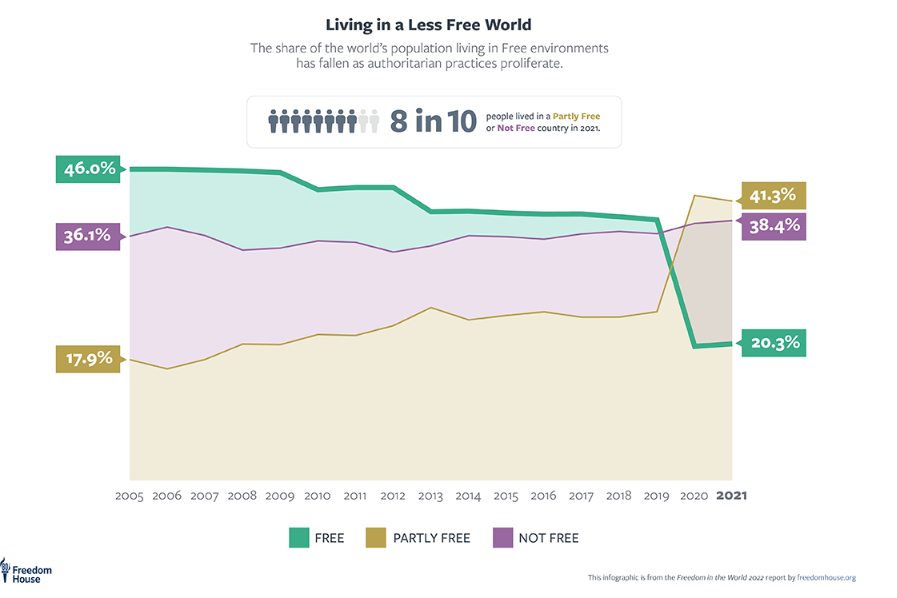 Living in a Less Free World
The share of the world's population living in Free environments
has fallen as authoritarian practices proliferate.
8 in 10
people lived in a Partly Free
or Not Free country in 2021.
46.0%
36.1%
17.9%
41.3%
38.4%
20.3%
2005 2006 2007 2008 2009 2010 2011 2012 2013 2014 2015 2016 2017 2018 2019 2020 2021
FREE PARTLY FREE NOT FREE
Freedom
House
This infographic is from the Freedom in the World 2022 report by freedomhouse.org